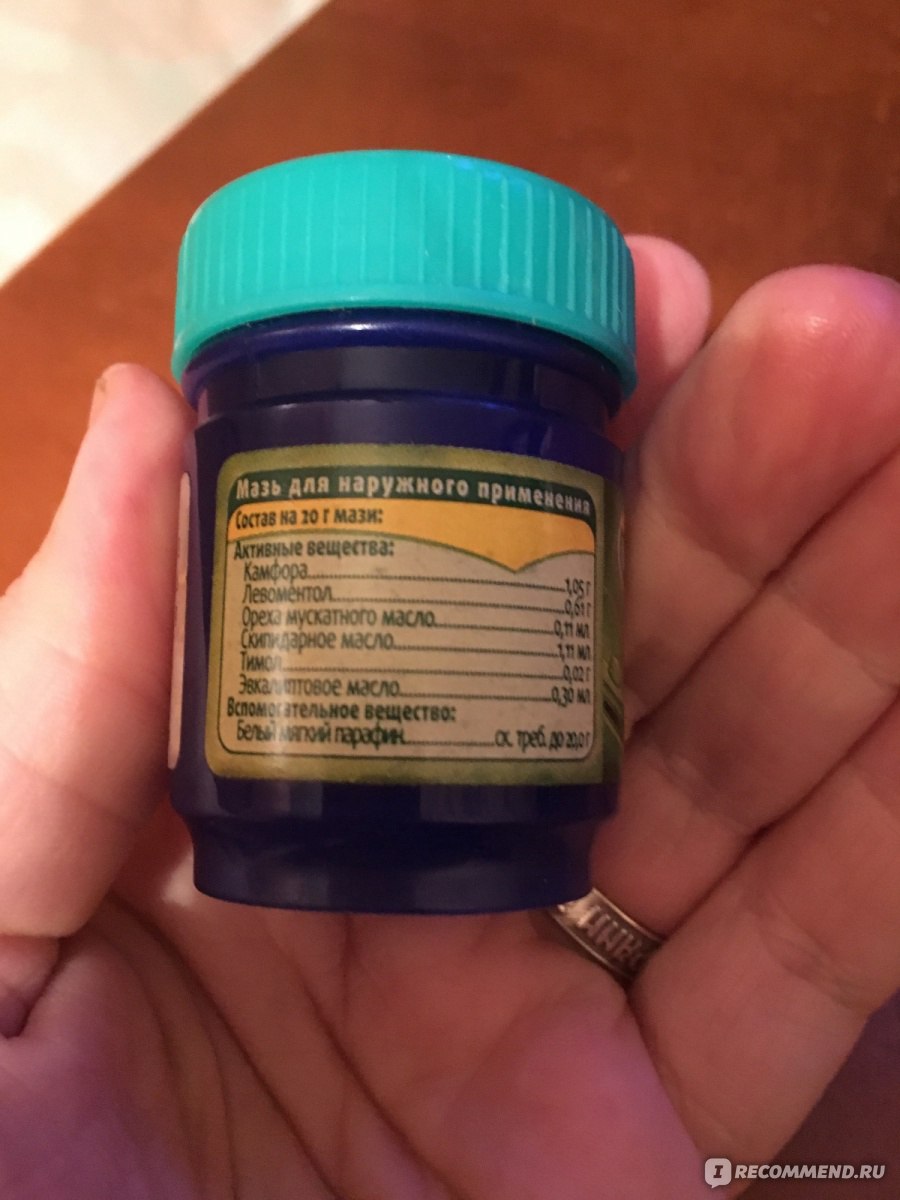 Мазь для наружного применения
Состав на 20 г мази:
Активные вещества:
Камфора 1,05 г
Левоментол 0,61 г
Ореха мускатного масло 0,11 мл
Скипидарное масло 1,11 мл
Тимол 0,02 г
Эвкалиптовое масло 0,30 мл
Вспомогательное вещество:
Белый мягкий парафин ск. треб. до 20,0 г
I RECOMMEND.RU